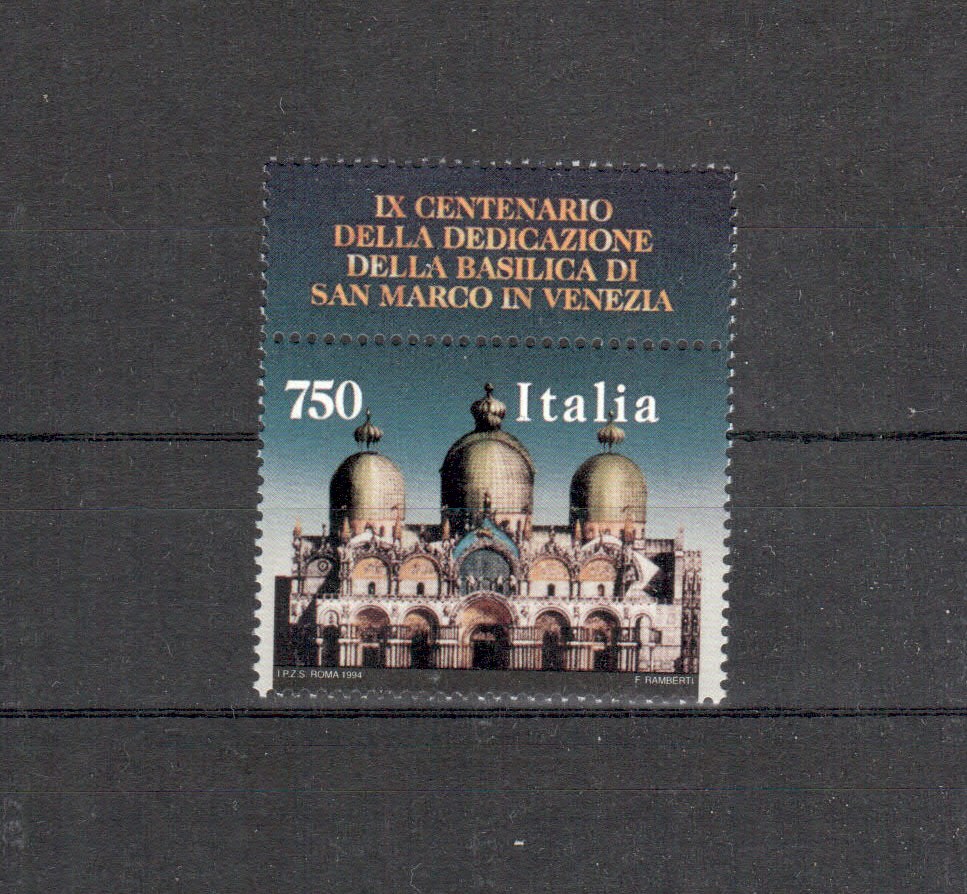 IX CENTENARIO
DELLA DEDICAZIONE
DELLA BASILICA DI
SAN MARCO IN VENEZIA
750 Italia
I.P.Z.S. ROMA 1994 F. RAMBERTI